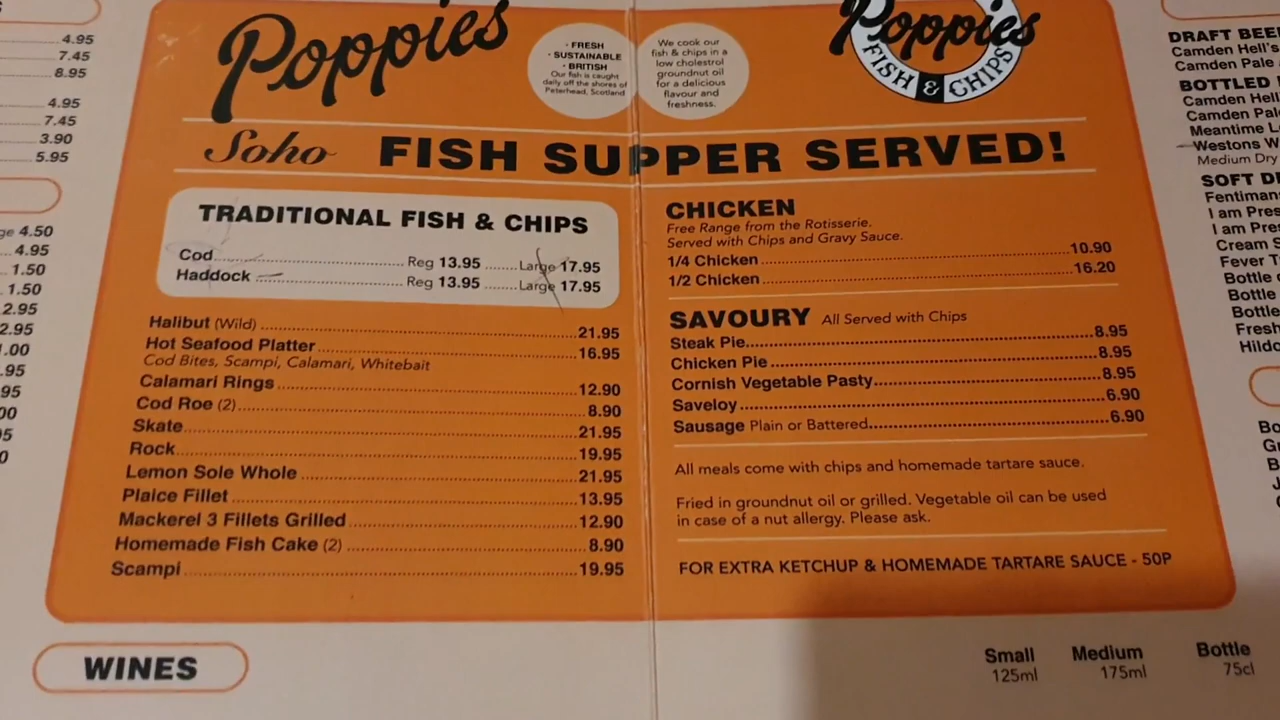 4.95
7.45
8.95
4.95
7.45
3.90
5.95
4.50
4.95
1.50
1.50
2.95
2.95
.00
.95
Poppies
· FRESH
· SUSTAINABLE
· BRITISH
Our fish is caught
daily off the shores of
Peterhead, Scotland
We cook our
fish & chips in a
low cholestrol
groundnut oil
for a delicious
flavour and
freshness.
Poppies
FISH & CHIPS
Soho FISH SUPPER SERVED!
TRADITIONAL FISH & CHIPS
Cod Reg 13.95 Large 17.95
Haddock Reg 13.95 Large 17.95
Halibut (Wild) 21.95
Hot Seafood Platter 16.95
Cod Bites, Scampi, Calamari, Whitebait
Calamari Rings 12.90
Cod Roe (2) 8.90
Skate 21.95
Rock 19.95
Lemon Sole Whole 21.95
Plaice Fillet 13.95
Mackerel 3 Fillets Grilled 12.90
Homemade Fish Cake (2) 8.90
Scampi 19.95
CHICKEN
Free Range from the Rotisserie.
Served with Chips and Gravy Sauce.
1/4 Chicken 10.90
1/2 Chicken 16.20
SAVOURY All Served with Chips
Steak Pie 8.95
Chicken Pie 8.95
Cornish Vegetable Pasty 8.95
Saveloy 6.90
Sausage Plain or Battered 6.90
All meals come with chips and homemade tartare sauce.
Fried in groundnut oil or grilled. Vegetable oil can be used
in case of a nut allergy. Please ask.
FOR EXTRA KETCHUP & HOMEMADE TARTARE SAUCE - 50P
DRAFT BEE
Camden Hell's
Camden Pale
BOTTLED
Camden Hell
Camden Pal
Meantime L
Westons W
Medium Dry
SOFT D
Fentiman
I am Pres
I am Pre
Cream S
Fever T
Bottle
Bottle
Bottle
Fresh
Hild
WINES
Small Medium Bottle
125ml 175ml 75cl